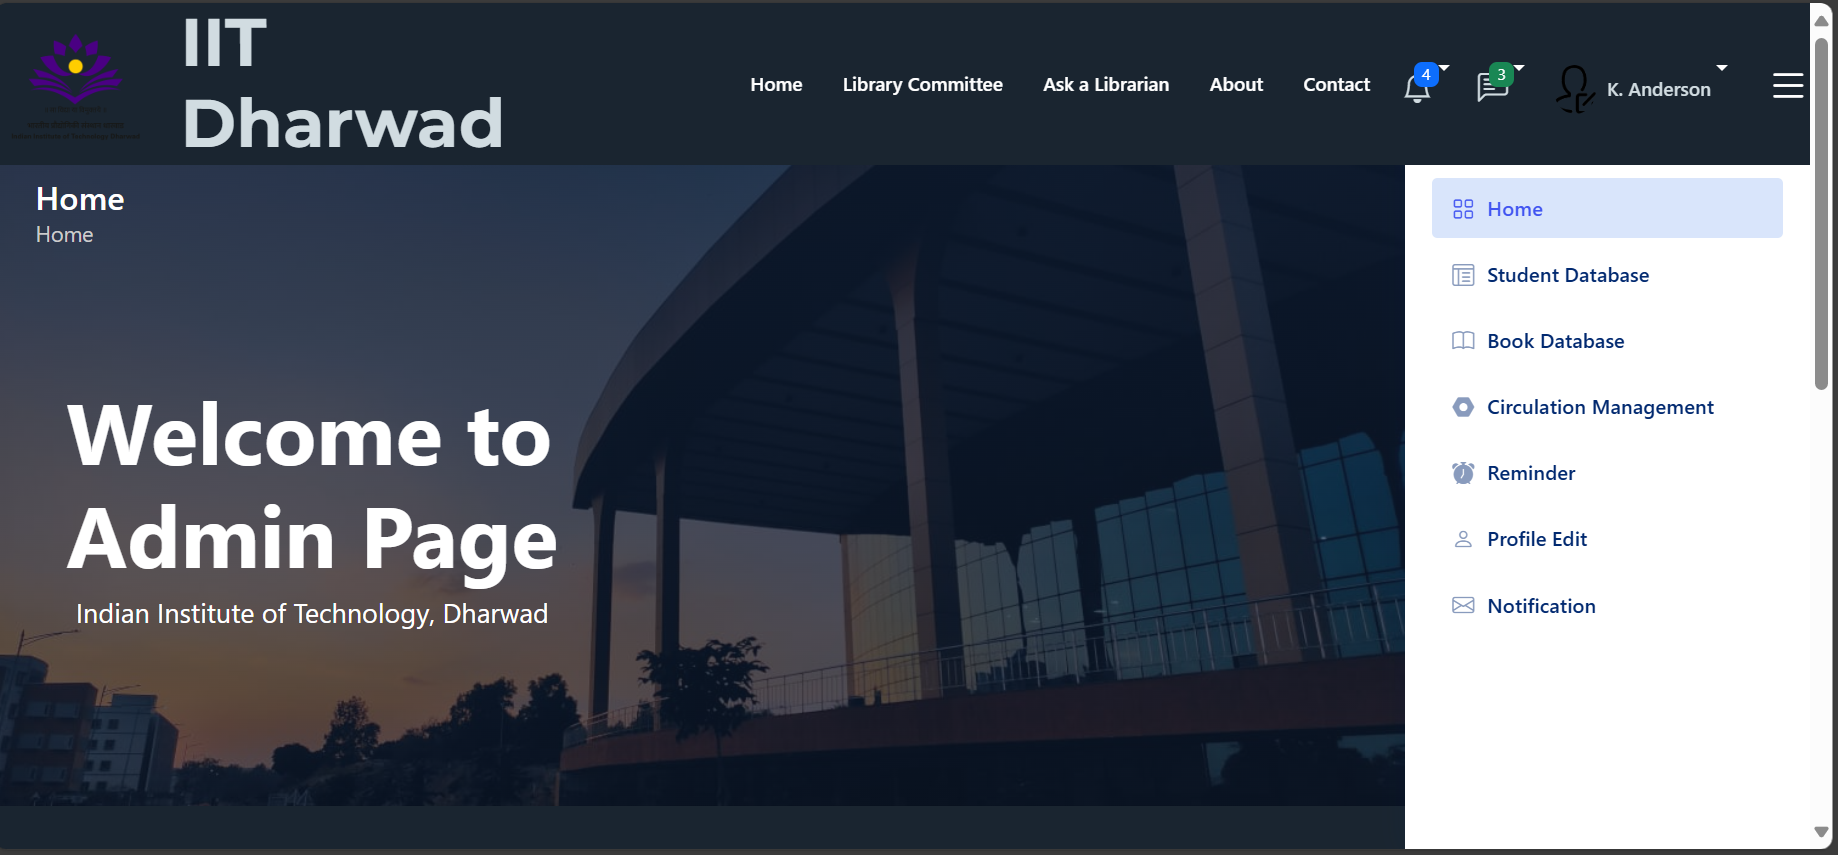 IIT
Dharwad
Home
Library Committee
Ask a Librarian
About
Contact
4
3
K. Anderson
Home
Home
Welcome to
Admin Page
Indian Institute of Technology, Dharwad
Home
Student Database
Book Database
Circulation Management
Reminder
Profile Edit
Notification